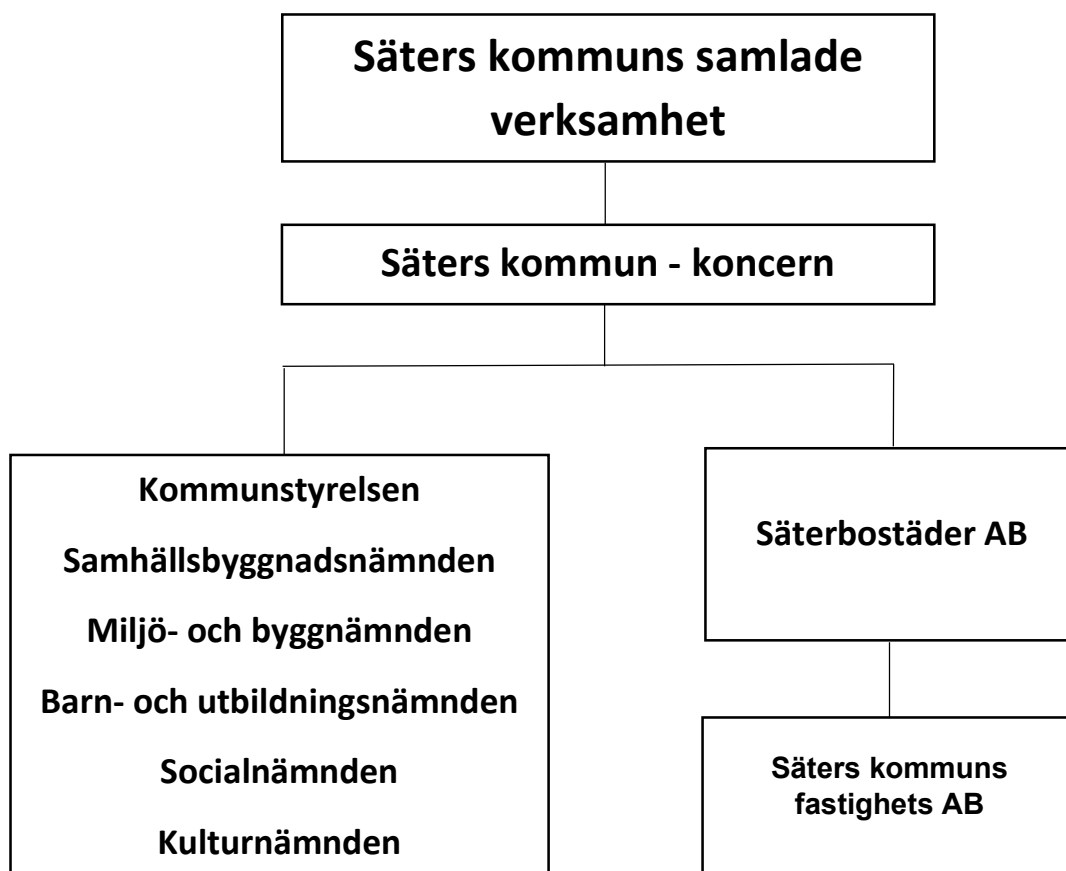 Säters kommuns samlade
verksamhet
Säters kommun - koncern
Kommunstyrelsen
Samhällsbyggnadsnämnden
Miljö- och byggnämnden
Barn- och utbildningsnämnden
Socialnämnden
Kulturnämnden
Säterbostäder AB
Säters kommuns
fastighets AB